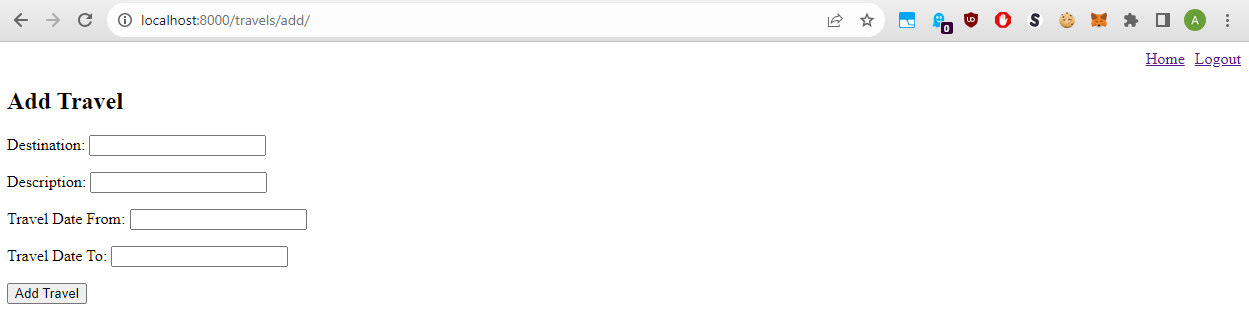 localhost:8000/travels/add/
0
UD
S
A
Home Logout
Add Travel
Destination:
Description:
Travel Date From:
Travel Date To:
Add Travel